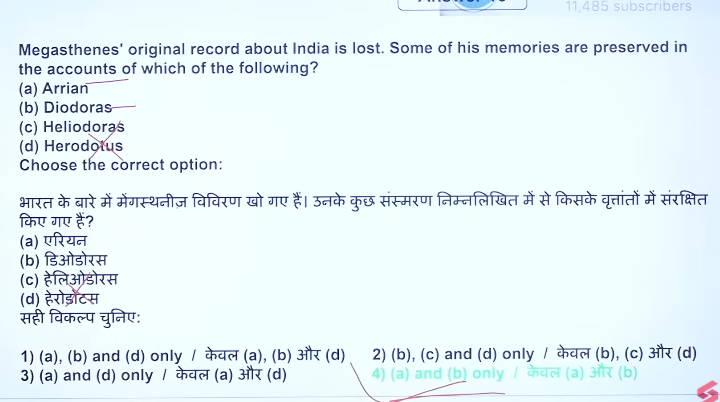 11,485 subscribers
Megasthenes' original record about India is lost. Some of his memories are preserved in
the accounts of which of the following?
(a) Arrian
(b) Diodoras
(c) Heliodoras
(d) Herodotus
Choose the correct option:
भारत के बारे में मेंगस्थनीज़ विविरण खो गए हैं। उनके कुछ संस्मरण निम्नलिखित में से किसके वृत्तांतों में संरक्षित
किए गए हैं?
(a) एरियन
(b) डिओडोरस
(c) हेलिओडोरस
(d) हेरोडोटस
सही विकल्प चुनिए:
1) (a), (b) and (d) only / केवल (a), (b) और (d) 2) (b), (c) and (d) only / केवल (b), (c) और (d)
3) (a) and (d) only / केवल (a) और (d) 4) (a) and (b) only / केवल (a) और (b)